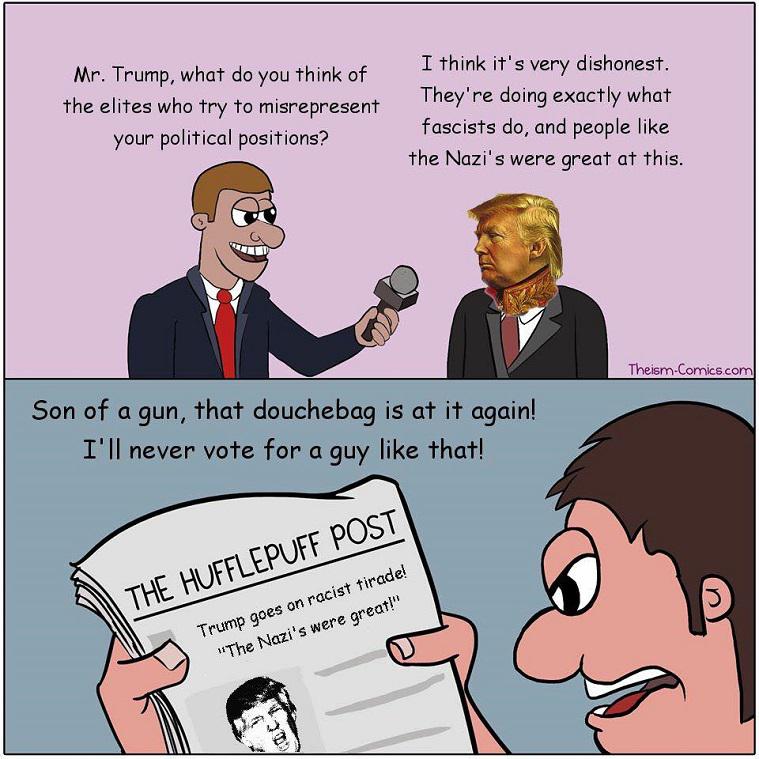 Mr. Trump, what do you think of
the elites who try to misrepresent
your political positions?
I think it's very dishonest.
They're doing exactly what
fascists do, and people like
the Nazi's were great at this.
Theism-Comics.com
Son of a gun, that douchebag is at it again!
I'll never vote for a guy like that!
THE HUFFLEPUFF POST
Trump goes on racist tirade!
"The Nazi's were great!"